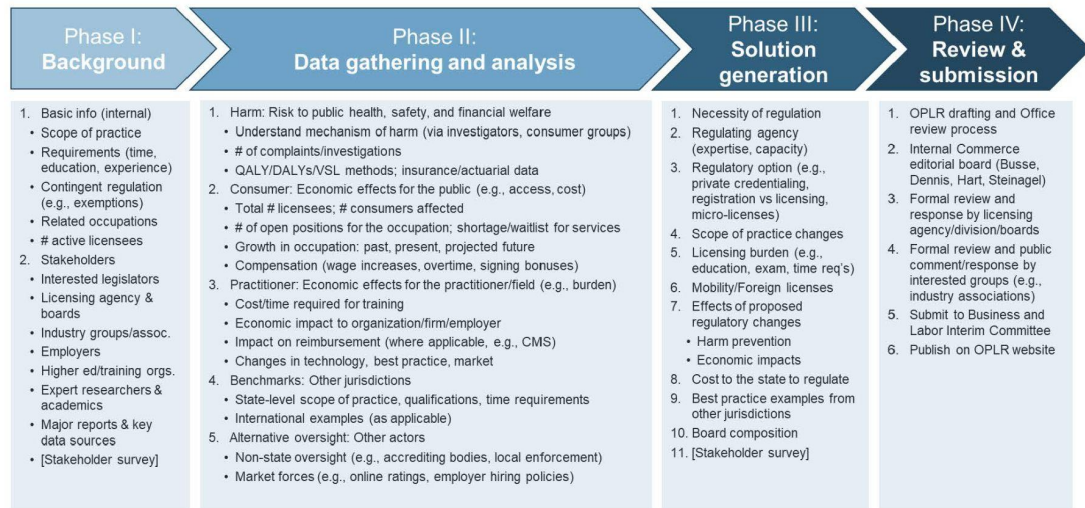 Phase I:
Background
1. Basic info (internal)
• Scope of practice
• Requirements (time,
education, experience)
• Contingent regulation
(e.g., exemptions)
• Related occupations
• # active licensees
2. Stakeholders
• Interested legislators
• Licensing agency &
boards
• Industry groups/assoc.
• Employers
• Higher ed/training orgs.
• Expert researchers &
academics
• Major reports & key
data sources
• [Stakeholder survey]
Phase II:
Data gathering and analysis
1. Harm: Risk to public health, safety, and financial welfare
• Understand mechanism of harm (via investigators, consumer groups)
• # of complaints/investigations
• QALY/DALYs/VSL methods; insurance/actuarial data
2. Consumer: Economic effects for the public (e.g., access, cost)
• Total # licensees; # consumers affected
• # of open positions for the occupation; shortage/waitlist for services
• Growth in occupation: past, present, projected future
• Compensation (wage increases, overtime, signing bonuses)
3. Practitioner: Economic effects for the practitioner/field (e.g., burden)
• Cost/time required for training
• Economic impact to organization/firm/employer
• Impact on reimbursement (where applicable, e.g., CMS)
• Changes in technology, best practice, market
4. Benchmarks: Other jurisdictions
• State-level scope of practice, qualifications, time requirements
• International examples (as applicable)
5. Alternative oversight: Other actors
• Non-state oversight (e.g., accrediting bodies, local enforcement)
• Market forces (e.g., online ratings, employer hiring policies)
Phase III:
Solution
generation
1. Necessity of regulation
2. Regulating agency
(expertise, capacity)
3. Regulatory option (e.g.,
private credentialing,
registration vs licensing,
micro-licenses)
4. Scope of practice changes
5. Licensing burden (e.g.,
education, exam, time req's)
6. Mobility/Foreign licenses
7. Effects of proposed
regulatory changes
• Harm prevention
• Economic impacts
8. Cost to the state to regulate
9. Best practice examples from
other jurisdictions
10. Board composition
11. [Stakeholder survey]
Phase IV:
Review &
submission
1. OPLR drafting and Office
review process
2. Internal Commerce
editorial board (Busse,
Dennis, Hart, Steinagel)
3. Formal review and
response by licensing
agency/division/boards
4. Formal review and public
comment/response by
interested groups (e.g.,
industry associations)
5. Submit to Business and
Labor Interim Committee
6. Publish on OPLR website